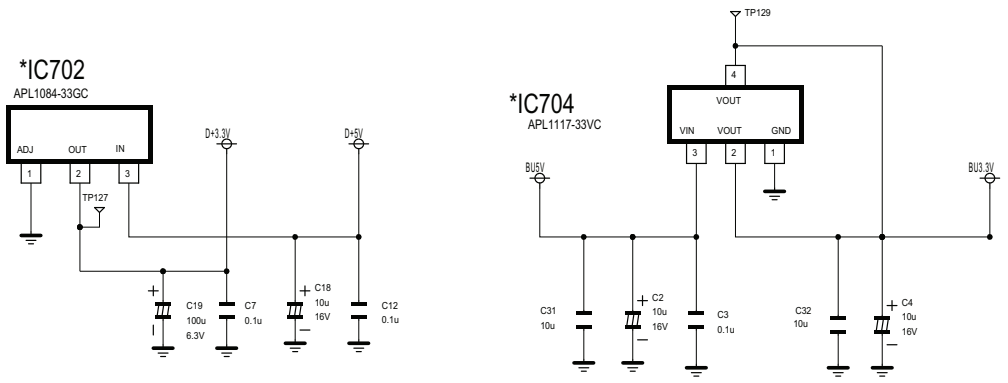 *IC702
APL1084-33GC
ADJ
OUT
IN
1
2
3
TP127
D+3.3V
D+5V
+
C19
100u
6.3V
C7
0.1u
+
C18
10u
16V
C12
0.1u
TP129
*IC704
APL1117-33VC
4
VOUT
VIN
VOUT
GND
3
2
1
BU5V
BU3.3V
C31
10u
+
C2
10u
16V
C3
0.1u
C32
10u
+
C4
10u
16V